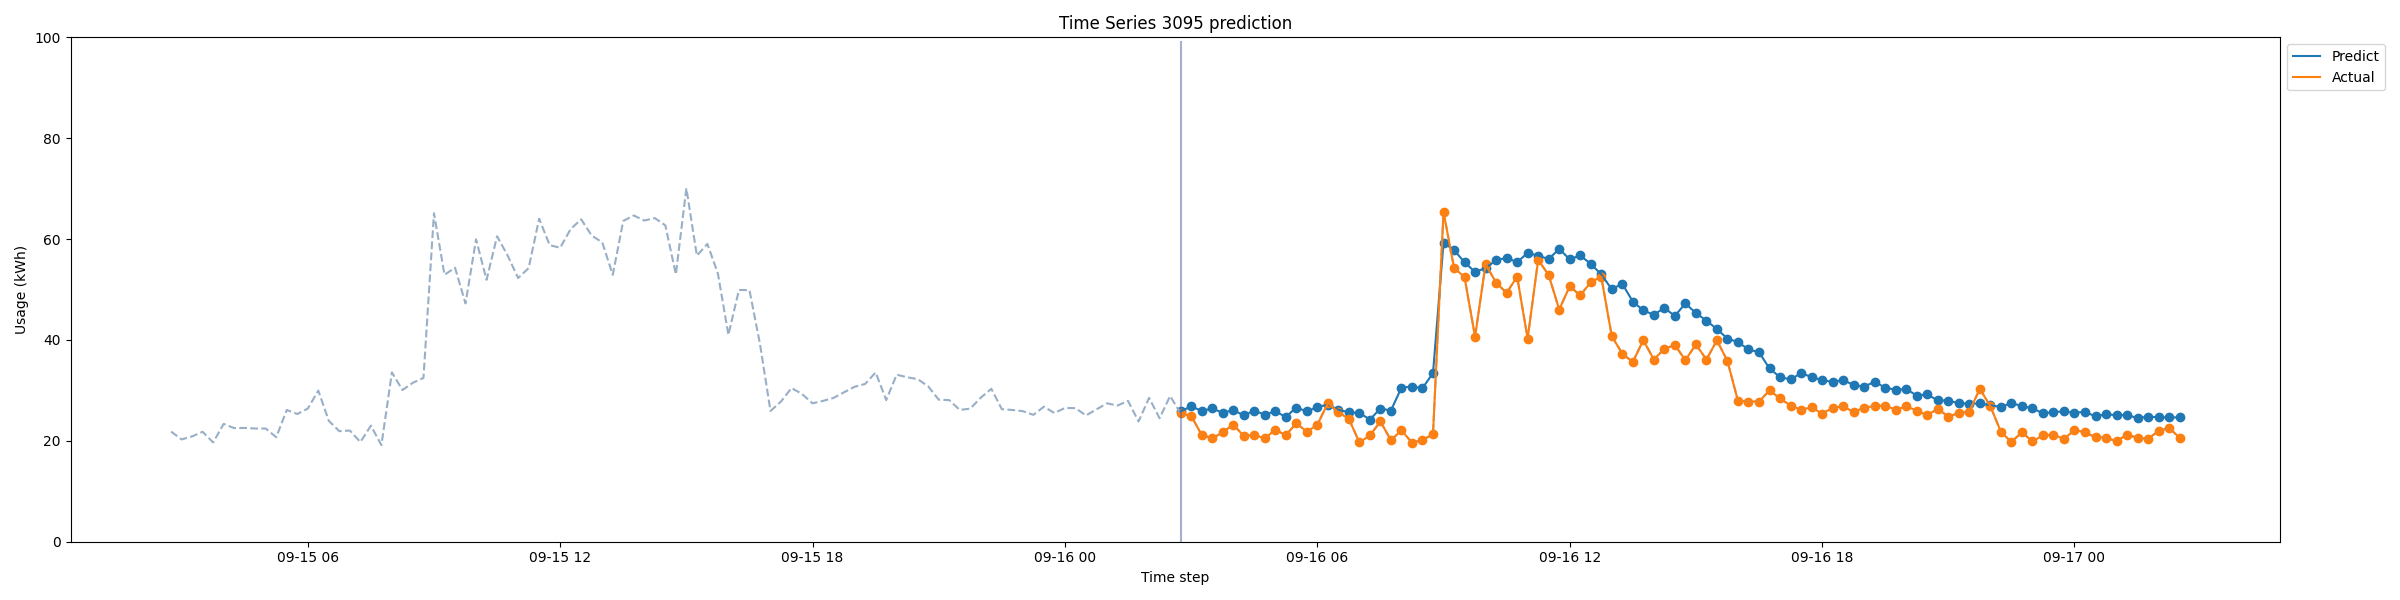 Time Series 3095 prediction
100
80
60
40
20
0
Usage (kWh)
Predict
Actual
09-15 06
09-15 12
09-15 18
09-16 00
09-16 06
09-16 12
09-16 18
09-17 00
Time step